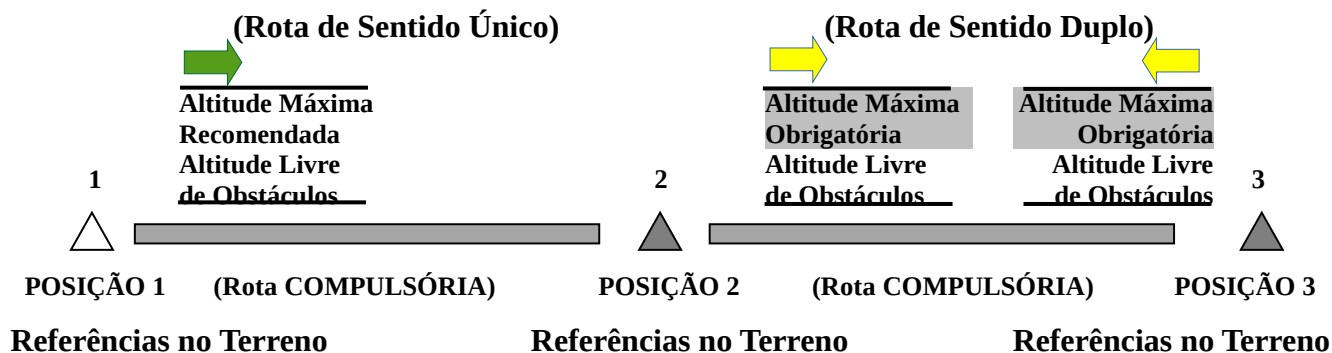 (Rota de Sentido Único)
(Rota de Sentido Duplo)
Altitude Máxima
Recomendada
Altitude Livre
de Obstáculos
Altitude Máxima
Obrigatória
Altitude Livre
de Obstáculos
Altitude Máxima
Obrigatória
Altitude Livre
de Obstáculos
1
2
3
POSIÇÃO 1
(Rota COMPULSÓRIA)
POSIÇÃO 2
(Rota COMPULSÓRIA)
POSIÇÃO 3
Referências no Terreno
Referências no Terreno
Referências no Terreno